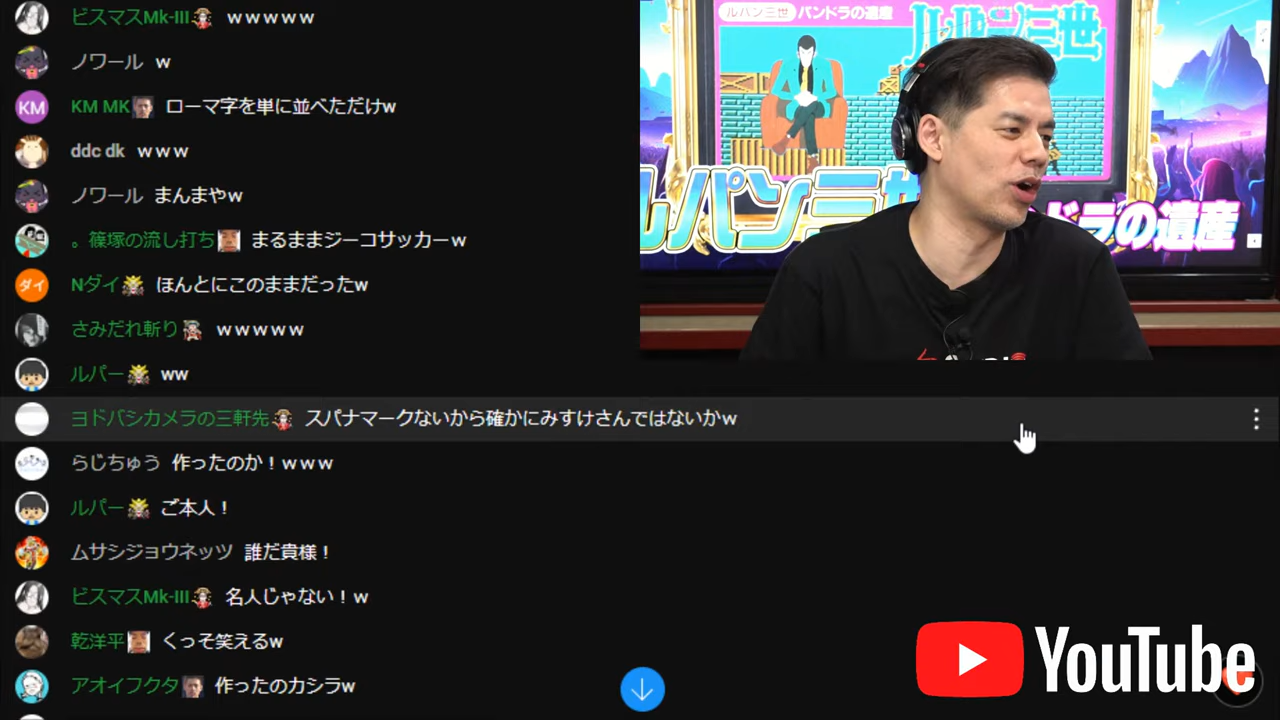 ビスマスMk-III ｗｗｗｗｗ
ノワール w
KM KM MK ローマ字を単に並べただけw
ddc dk ｗｗｗ
ノワール まんまやw
。篠塚の流し打ち まるままジーコサッカーw
ダイ Nダイ ほんとにこのままだったw
さみだれ斬り ｗｗｗｗｗ
ルパー ww
ヨドバシカメラの三軒先 スパナマークないから確かにみすけさんではないかw
らじちゅう 作ったのか！ｗｗｗ
ルパー ご本人！
ムサシジョウネッツ 誰だ貴様！
ビスマスMk-III 名人じゃない！w
乾洋平 くっそ笑えるw
アオイフクタ 作ったのカシラw
ルパン三世 パンドラの遺産
ルパン三世
ルパン三世
ドラの遺産
YouTube